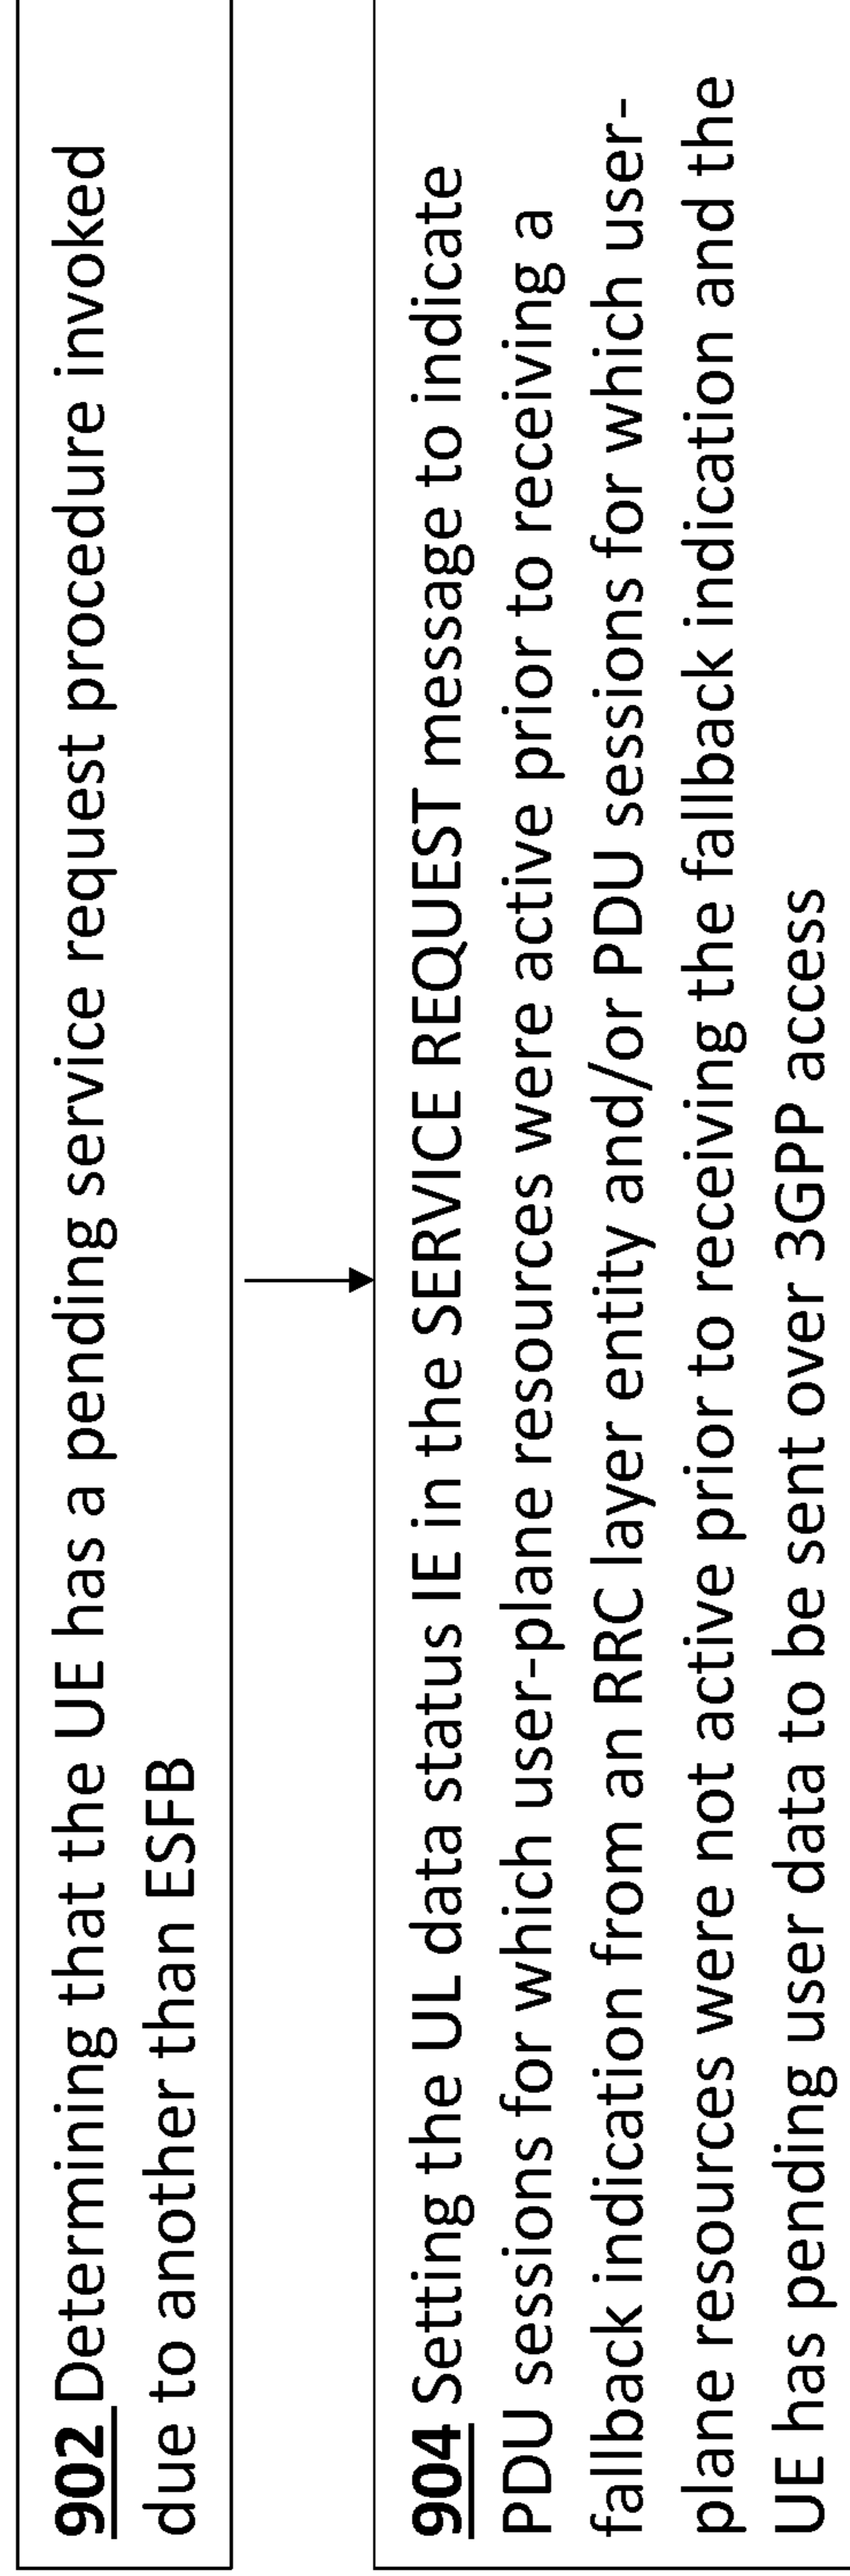 902 Determining that the UE has a pending service request procedure invoked
due to another than ESFB
904 Setting the UL data status IE in the SERVICE REQUEST message to indicate
PDU sessions for which user-plane resources were active prior to receiving a
fallback indication from an RRC layer entity and/or PDU sessions for which user-
plane resources were not active prior to receiving the fallback indication and the
UE has pending user data to be sent over 3GPP access